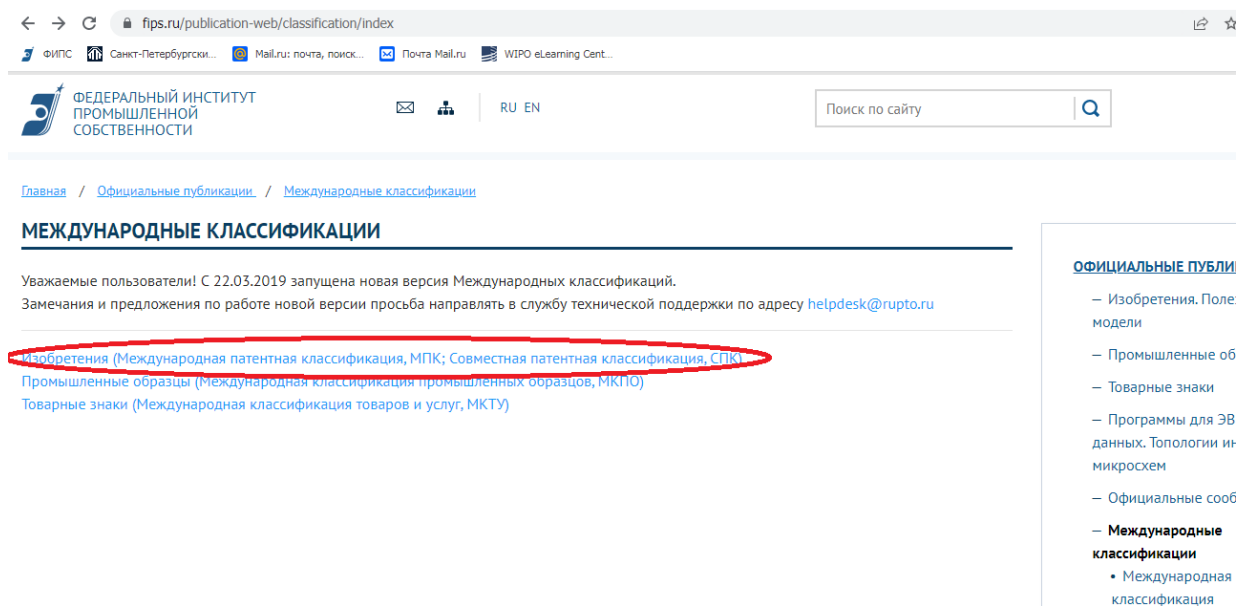 fips.ru/publication-web/classification/index
ФИПС Санкт-Петербургски... Mail.ru: почта, поиск... Почта Mail.ru WIPO eLearning Cent...
ФЕДЕРАЛЬНЫЙ ИНСТИТУТ
ПРОМЫШЛЕННОЙ
СОБСТВЕННОСТИ
RU EN
Поиск по сайту
Главная / Официальные публикации / Международные классификации
МЕЖДУНАРОДНЫЕ КЛАССИФИКАЦИИ
Уважаемые пользователи! С 22.03.2019 запущена новая версия Международных классификаций.
Замечания и предложения по работе новой версии просьба направлять в службу технической поддержки по адресу helpdesk@rupto.ru
Изобретения (Международная патентная классификация, МПК; Совместная патентная классификация, СПК)
Промышленные образцы (Международная классификация промышленных образцов, МКПО)
Товарные знаки (Международная классификация товаров и услуг, МКТУ)
ОФИЦИАЛЬНЫЕ ПУБЛИ
— Изобретения. Поле
модели
— Промышленные об
— Товарные знаки
— Программы для ЭВ
данных. Топологии ин
микросхем
— Официальные сооб
— Международные
классификации
• Международная
классификация